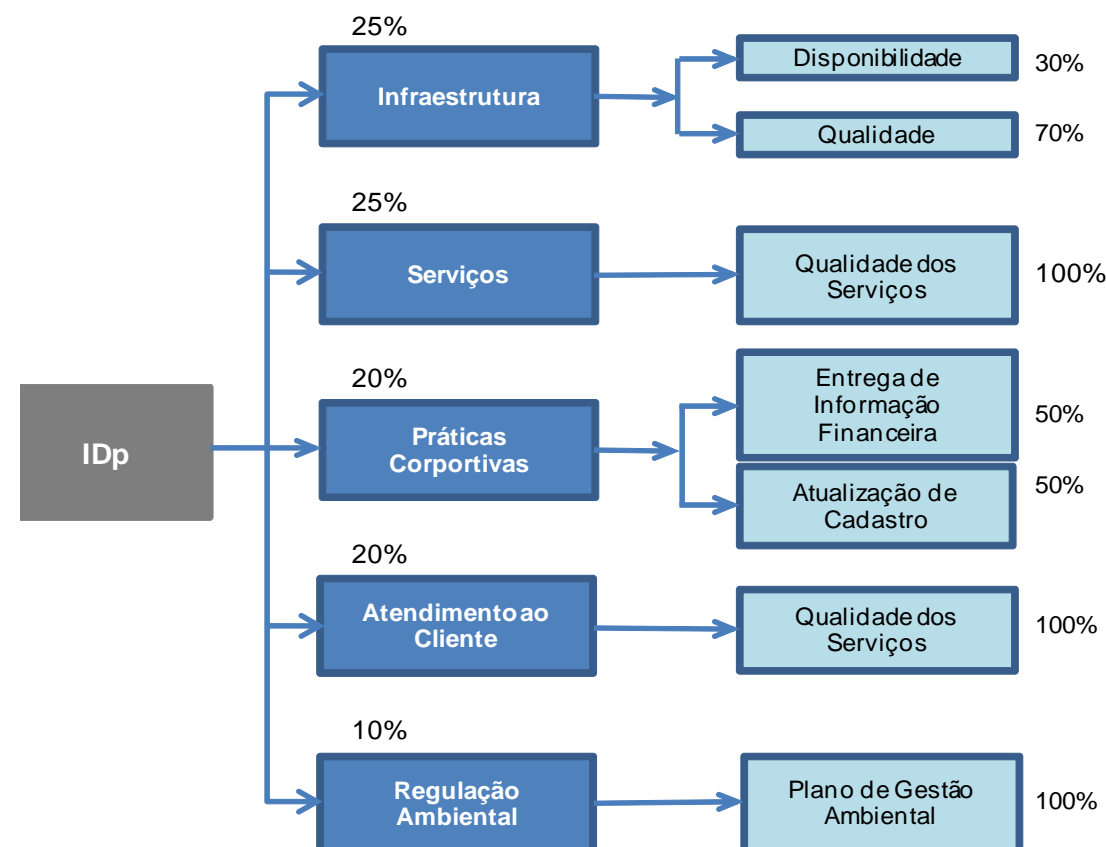 25%
Infraestrutura
Disponibilidade
30%
Qualidade
70%
25%
Serviços
Qualidade dos
Serviços
100%
IDp
20%
Práticas
Corportivas
Entrega de
Informação
Financeira
50%
Atualização de
Cadastro
50%
20%
Atendimento ao
Cliente
Qualidade dos
Serviços
100%
10%
Regulação
Ambiental
Plano de Gestão
Ambiental
100%